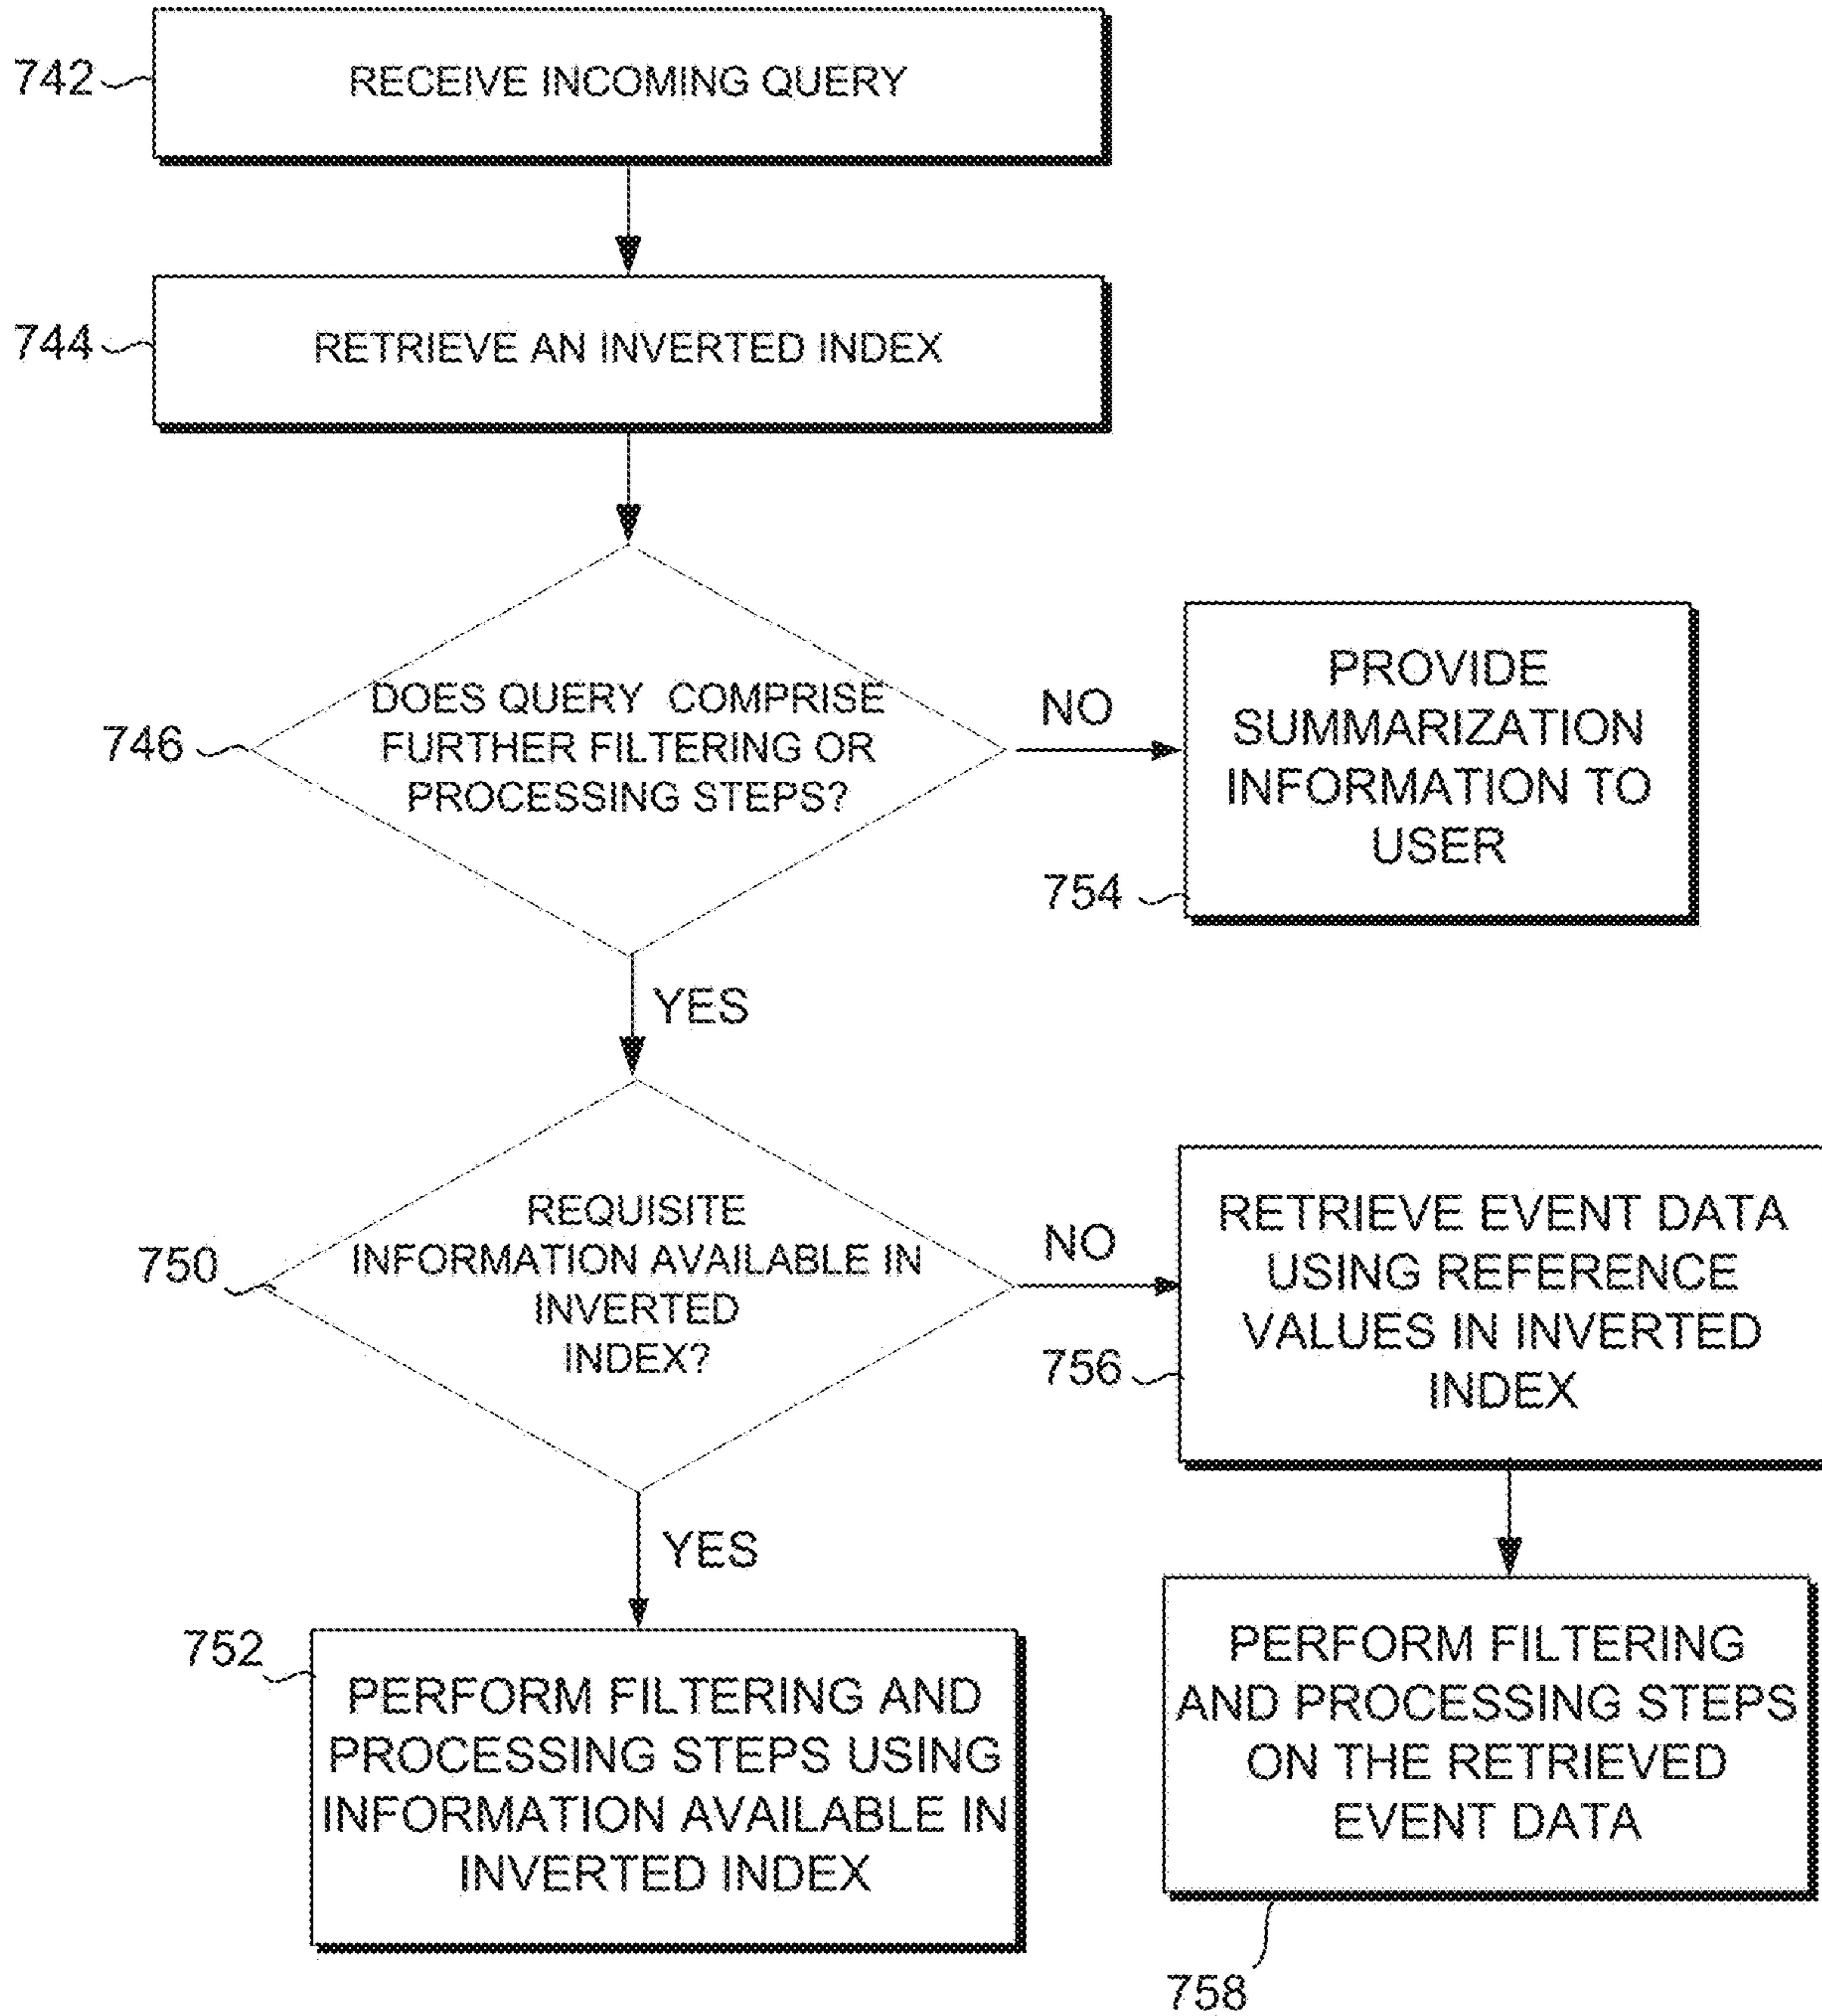 742
RECEIVE INCOMING QUERY
744
RETRIEVE AN INVERTED INDEX
746
DOES QUERY COMPRISE
FURTHER FILTERING OR
PROCESSING STEPS?
NO
754
PROVIDE
SUMMARIZATION
INFORMATION TO
USER
YES
750
REQUISITE
INFORMATION AVAILABLE IN
INVERTED
INDEX?
NO
756
RETRIEVE EVENT DATA
USING REFERENCE
VALUES IN INVERTED
INDEX
YES
752
PERFORM FILTERING AND
PROCESSING STEPS USING
INFORMATION AVAILABLE IN
INVERTED INDEX
PERFORM FILTERING
AND PROCESSING STEPS
ON THE RETRIEVED
EVENT DATA
758